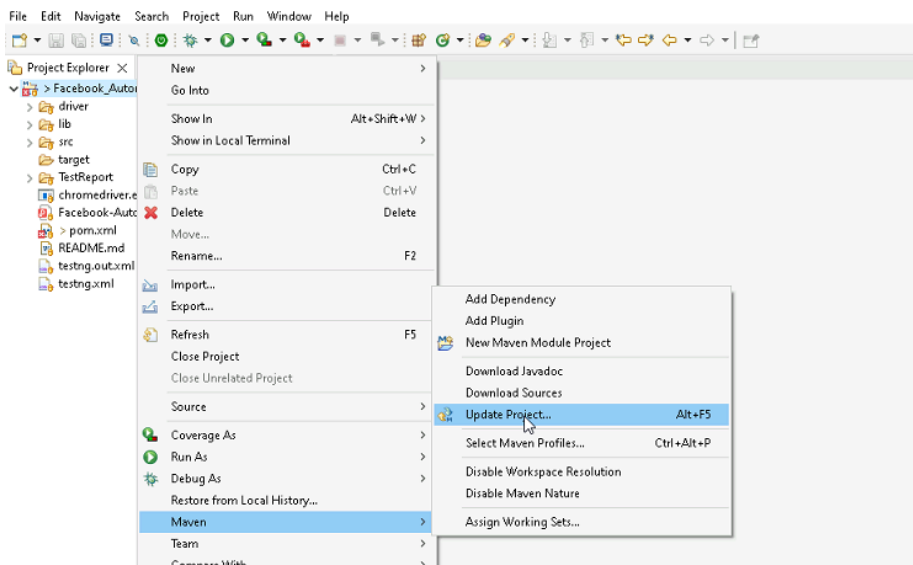 File Edit Navigate Search Project Run Window Help
Project Explorer
> Facebook_Autor
driver
lib
src
target
TestReport
chromedriver.e
Facebook-Autc
> pom.xml
README.md
testng.out.xml
testng.xml
New
Go Into
Show In Alt+Shift+W
Show in Local Terminal
Copy Ctrl+C
Paste Ctrl+V
Delete Delete
Move...
Rename... F2
Import...
Export...
Refresh F5
Close Project
Close Unrelated Project
Source
Coverage As
Run As
Debug As
Restore from Local History...
Maven
Team
Compare With
Add Dependency
Add Plugin
New Maven Module Project
Download Javadoc
Download Sources
Update Project... Alt+F5
Select Maven Profiles... Ctrl+Alt+P
Disable Workspace Resolution
Disable Maven Nature
Assign Working Sets...